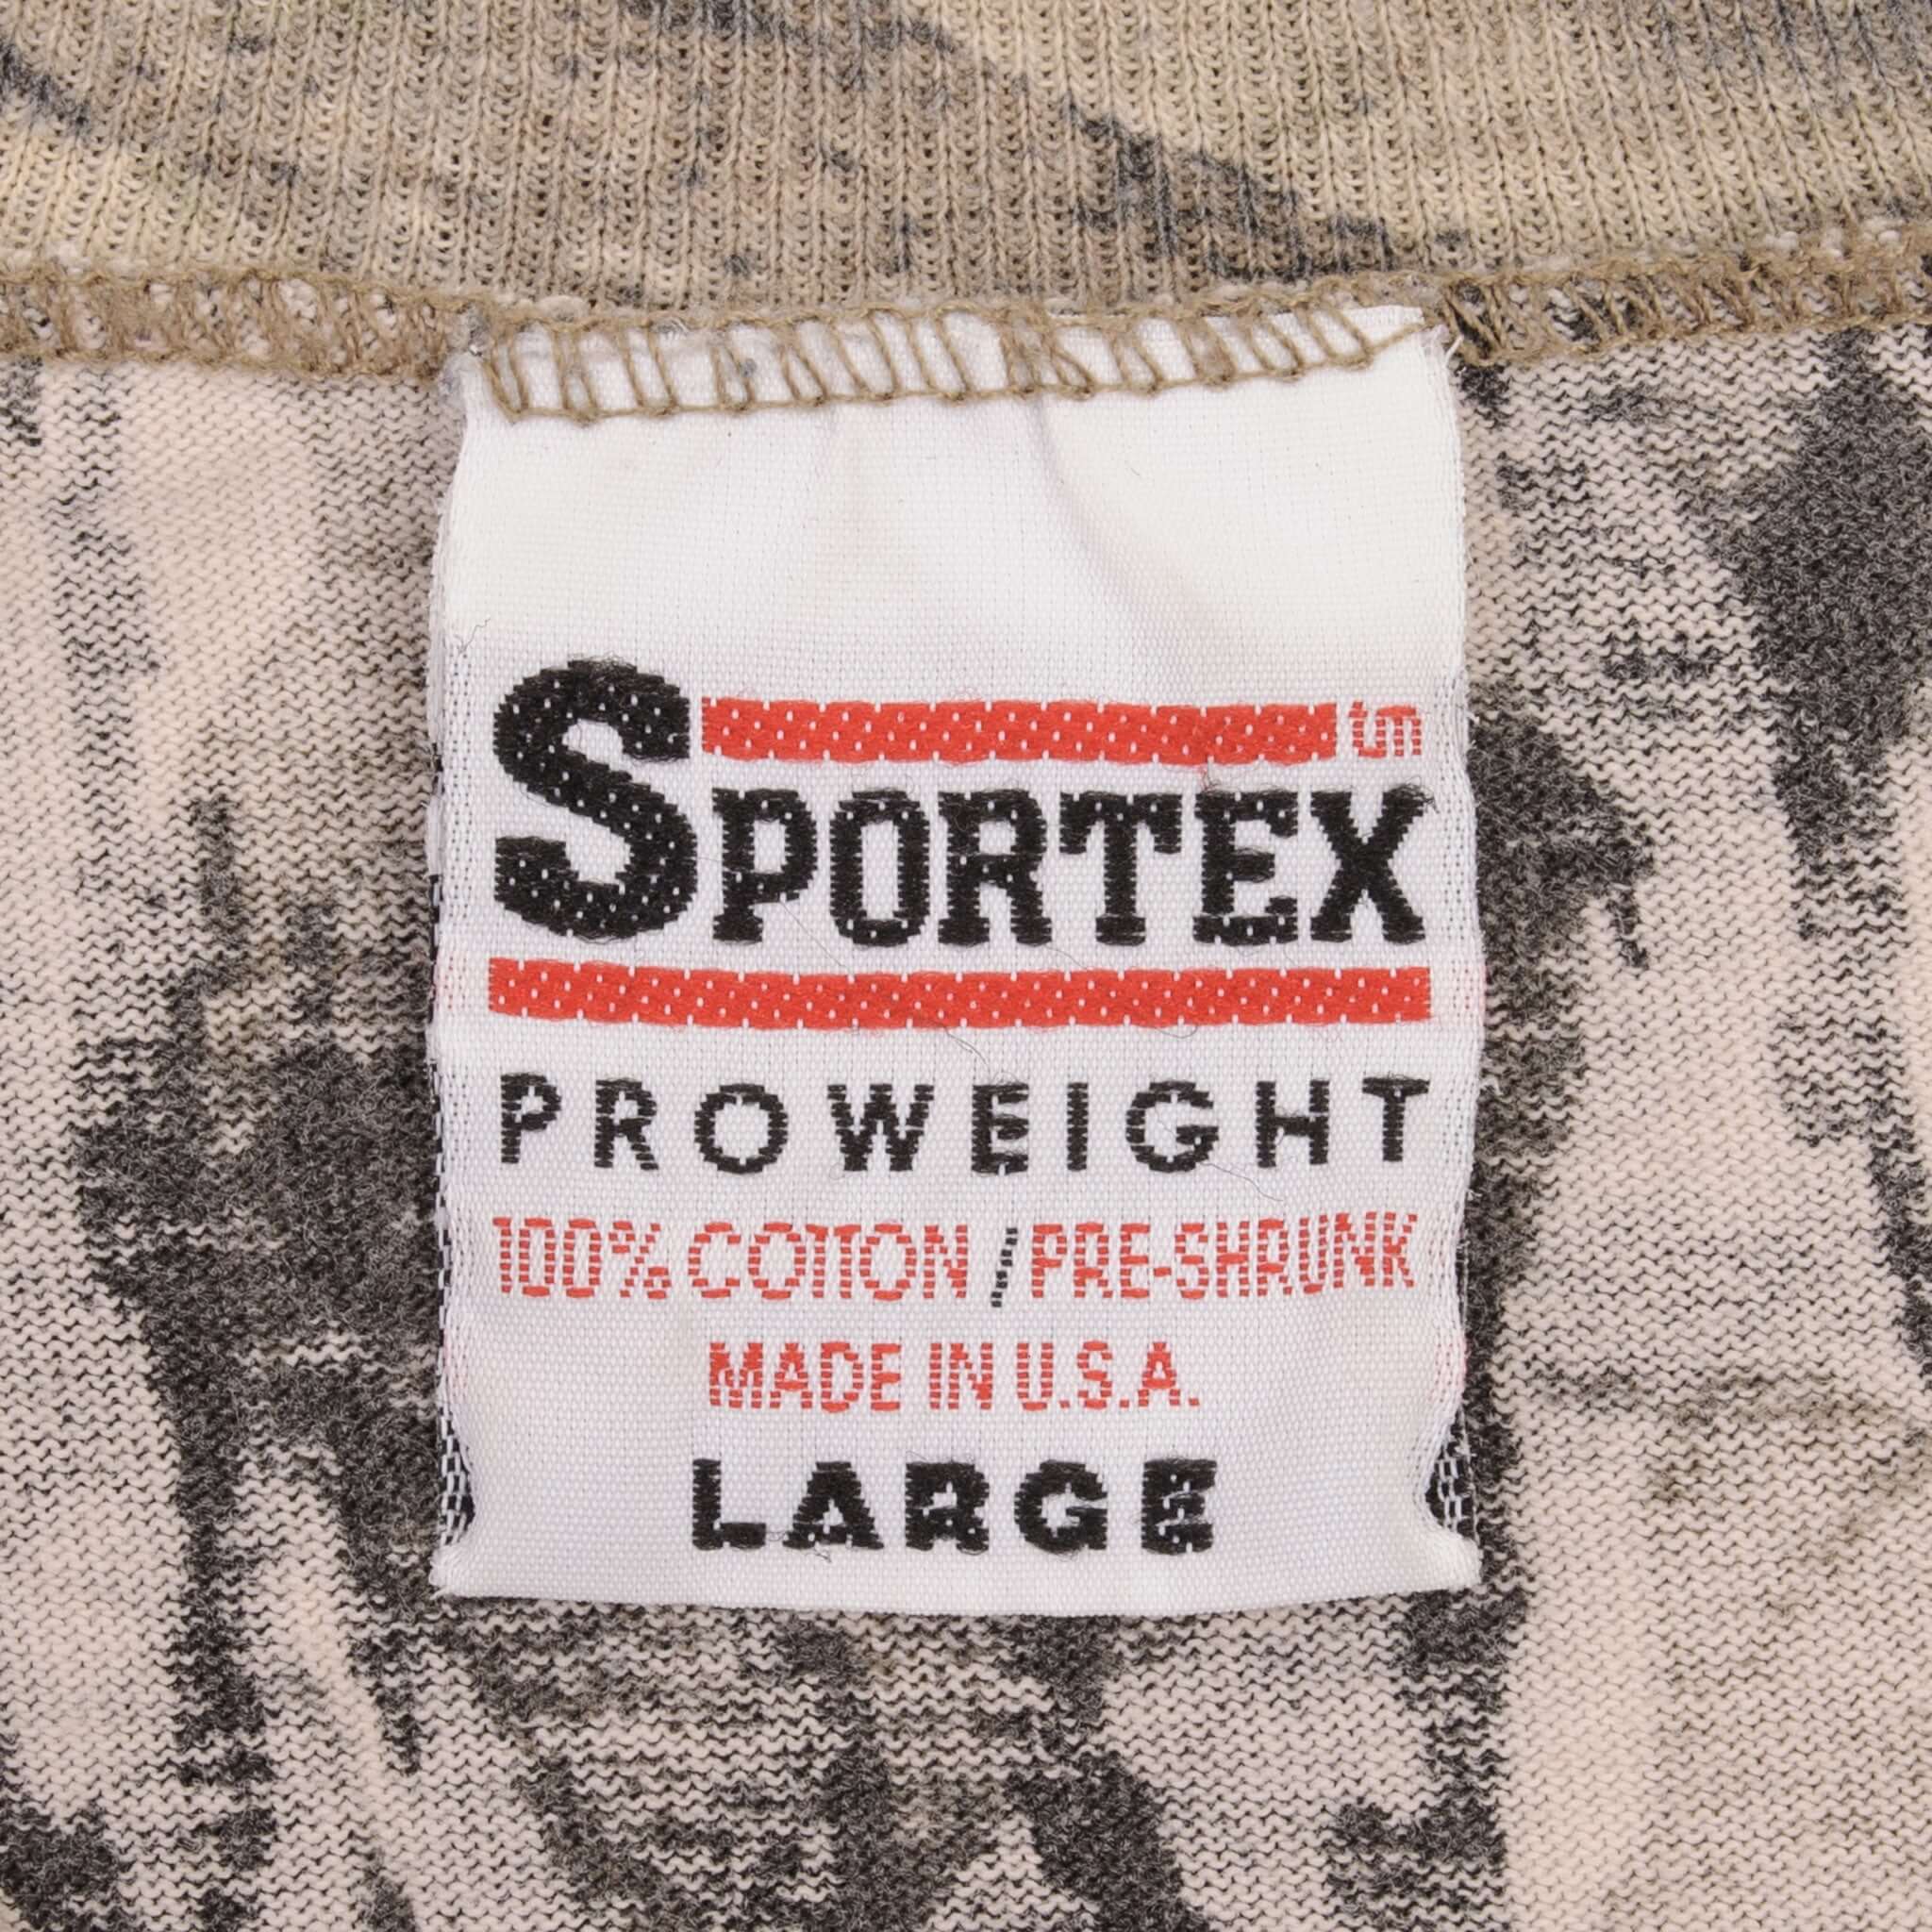 SPORTEX tm
PROWEIGHT
100% COTTON / PRE-SHRUNK
MADE IN U.S.A.
LARGE